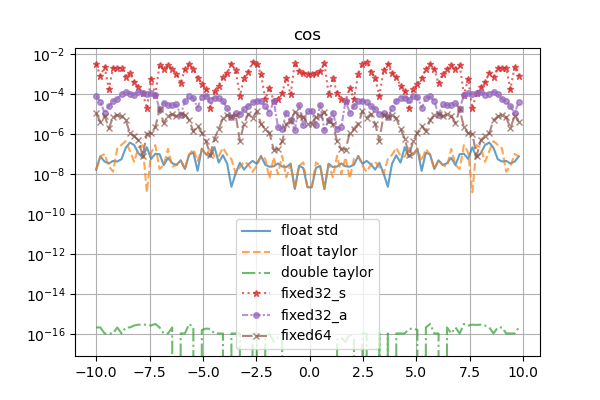 cos
10⁻²
10⁻⁴
10⁻⁶
10⁻⁸
10⁻¹⁰
10⁻¹²
10⁻¹⁴
10⁻¹⁶
float std
float taylor
double taylor
fixed32_s
fixed32_a
fixed64
−10.0 −7.5 −5.0 −2.5 0.0 2.5 5.0 7.5 10.0